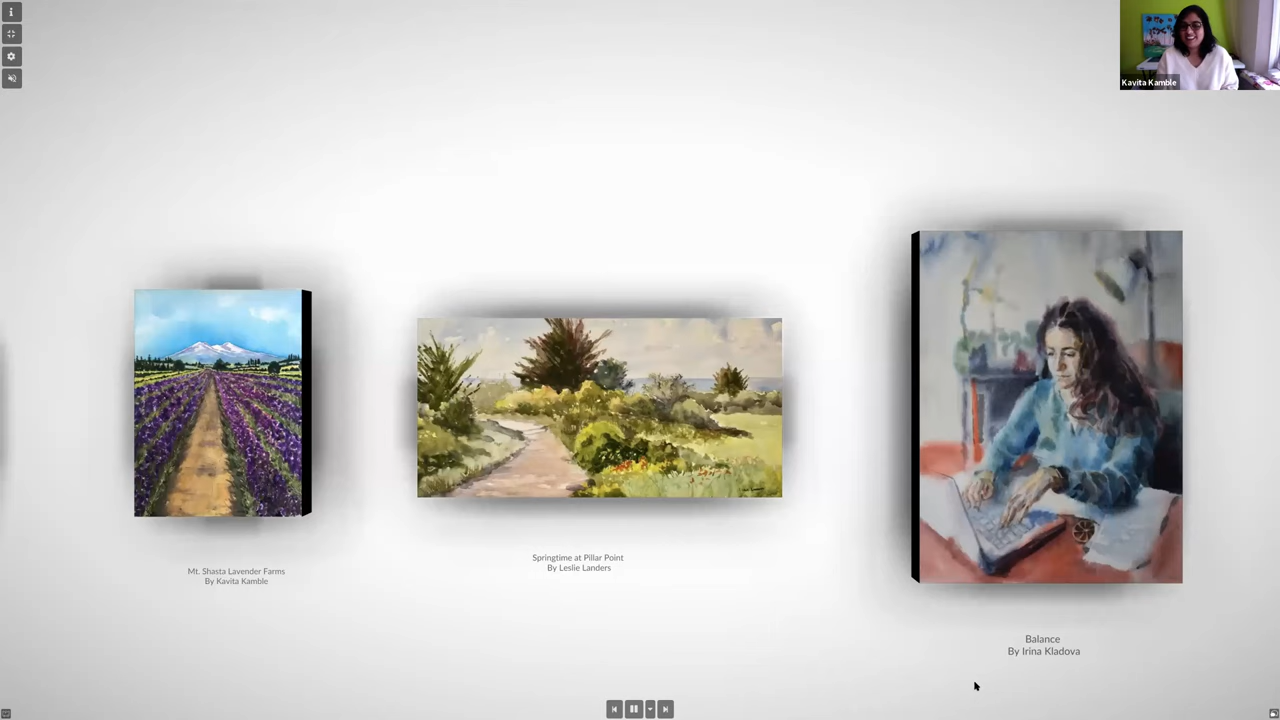 Kavita Kamble
Mt. Shasta Lavender Farms
By Kavita Kamble
Springtime at Pillar Point
By Leslie Landers
Balance
By Irina Kladova